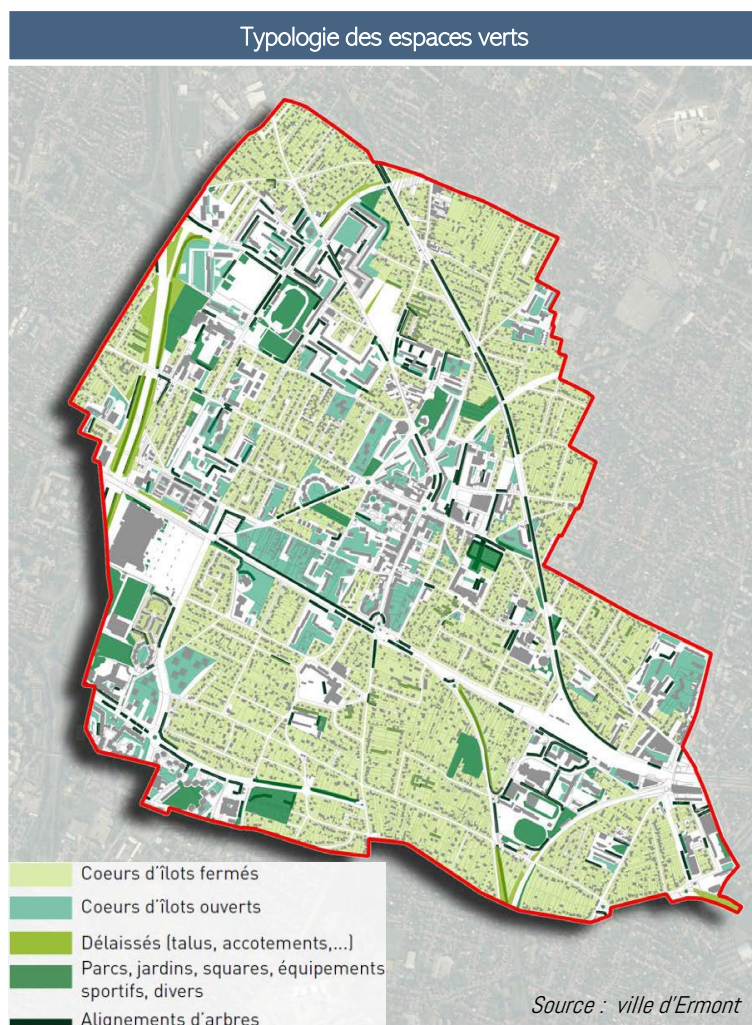 Typologie des espaces verts
Coeurs d'îlots fermés
Coeurs d'îlots ouverts
Délaissés (talus, accotements,...)
Parcs, jardins, squares, équipements
sportifs, divers
Alignements d'arbres
Source : ville d'Ermont